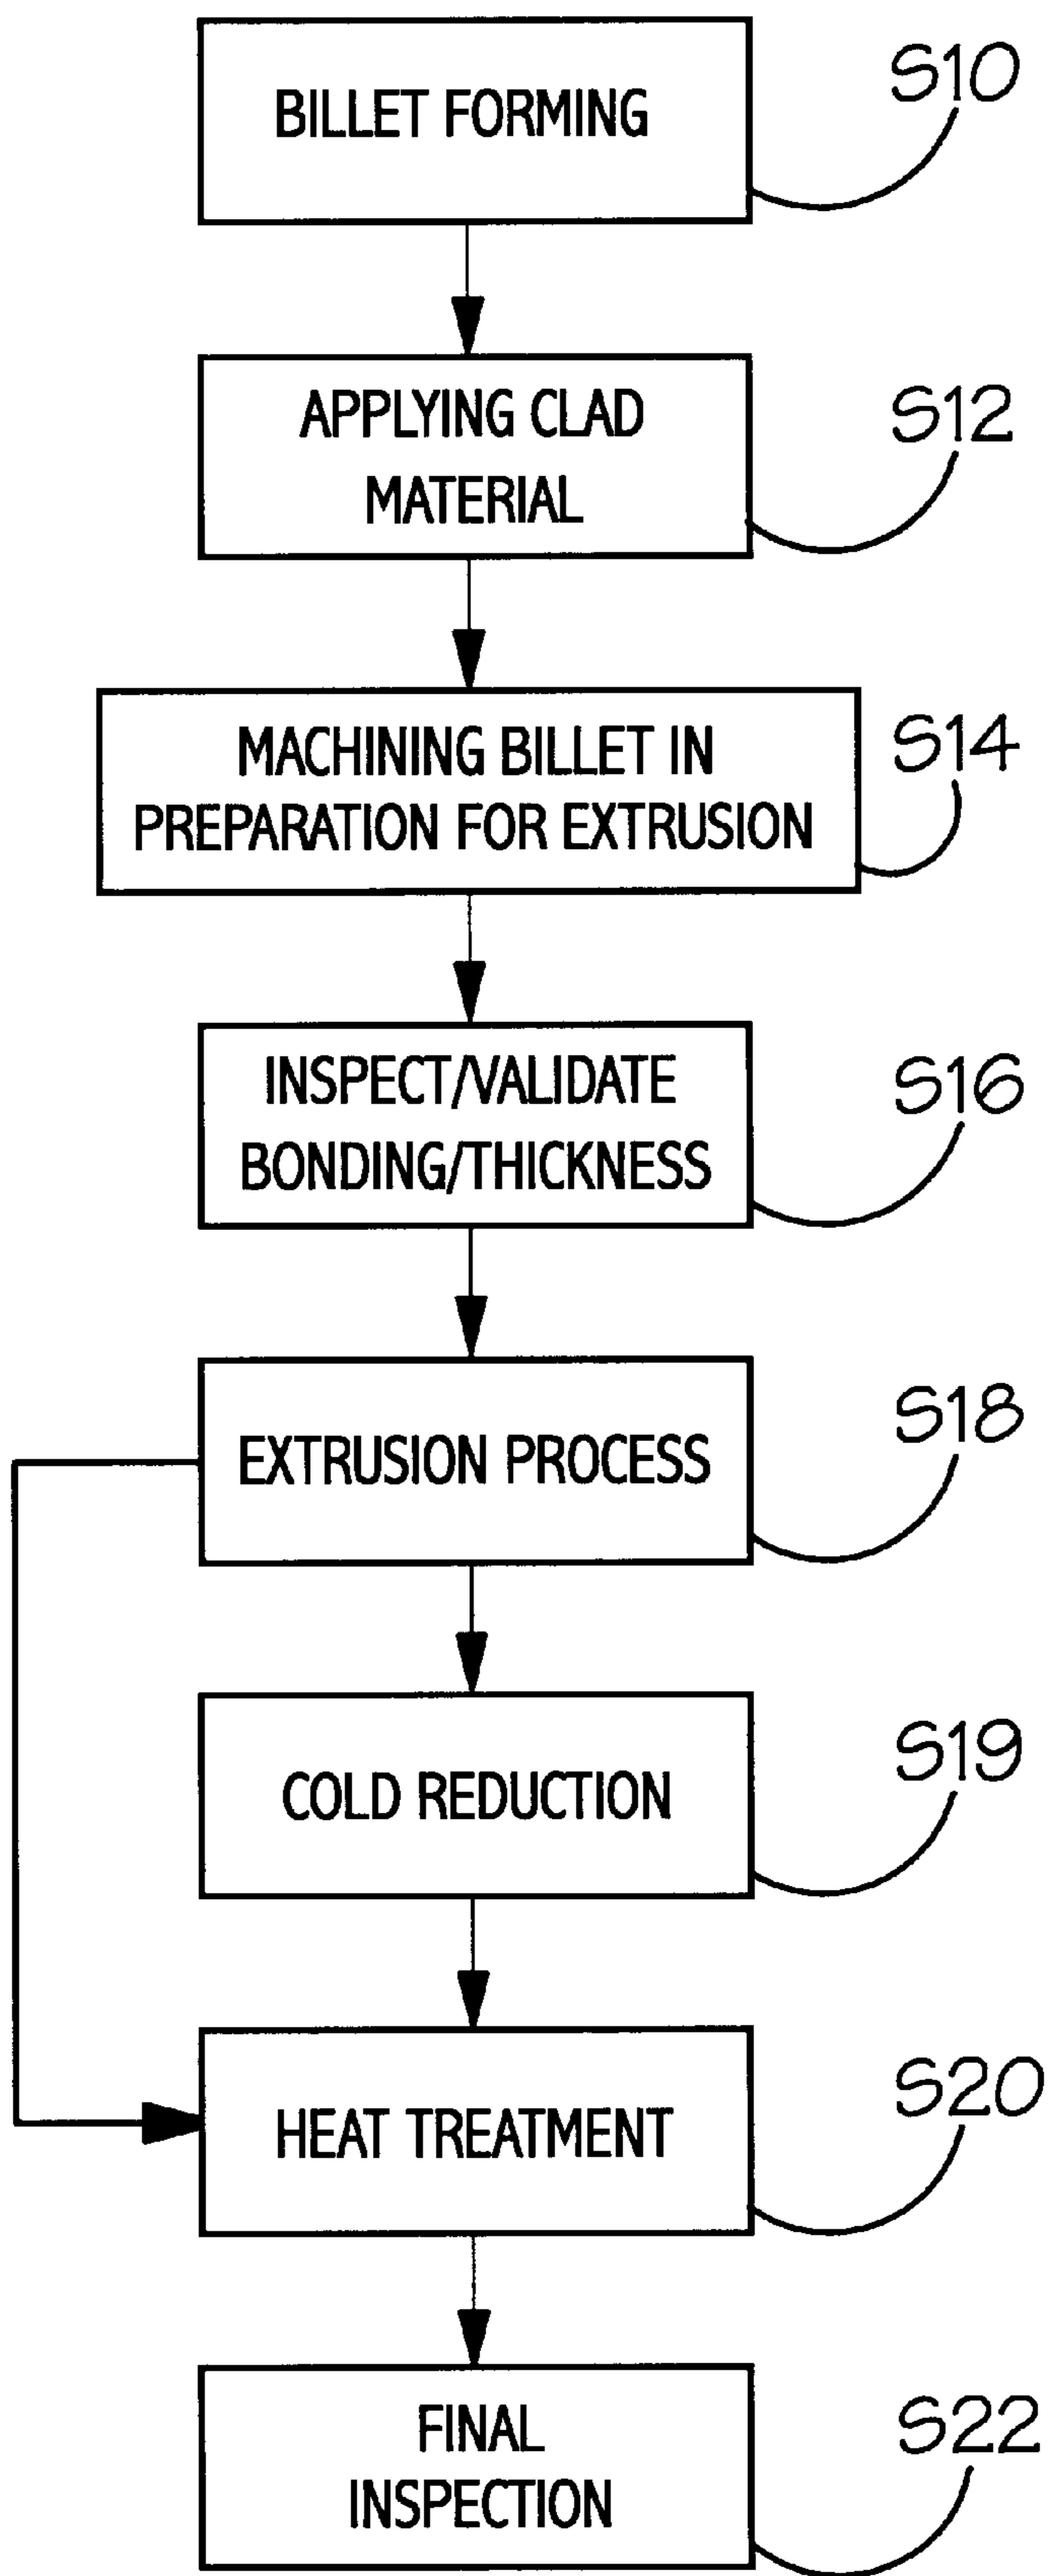 BILLET FORMING
S10
APPLYING CLAD
MATERIAL
S12
MACHINING BILLET IN
PREPARATION FOR EXTRUSION
S14
INSPECT/VALIDATE
BONDING/THICKNESS
S16
EXTRUSION PROCESS
S18
COLD REDUCTION
S19
HEAT TREATMENT
S20
FINAL
INSPECTION
S22